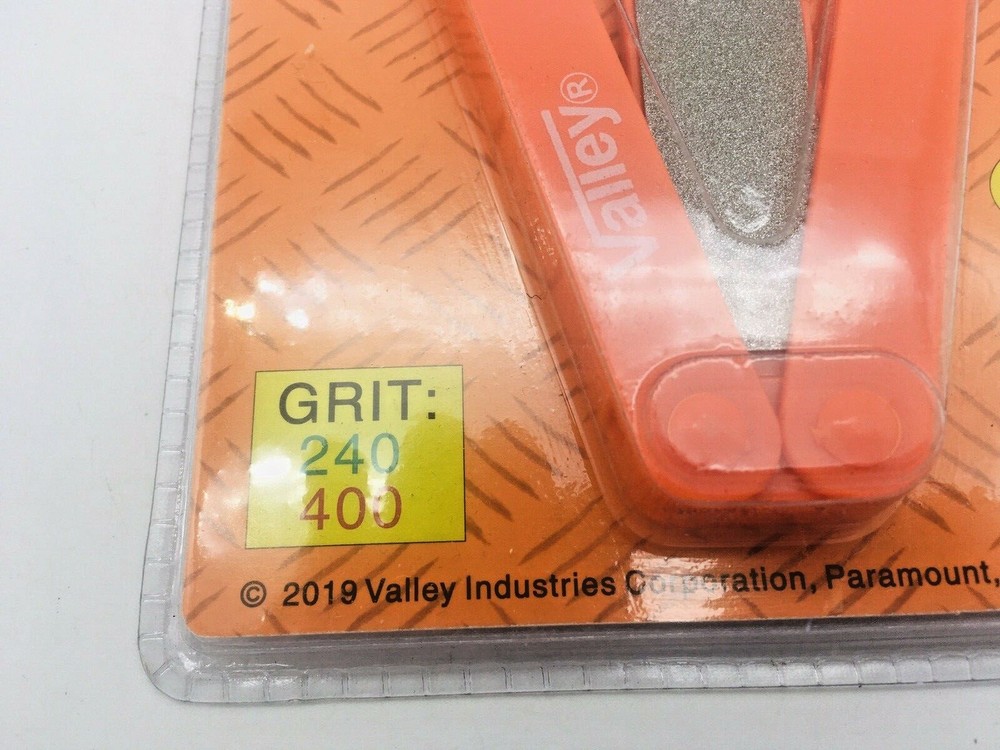 Valley®
GRIT:
240
400
© 2019 Valley Industries Corporation, Paramount,